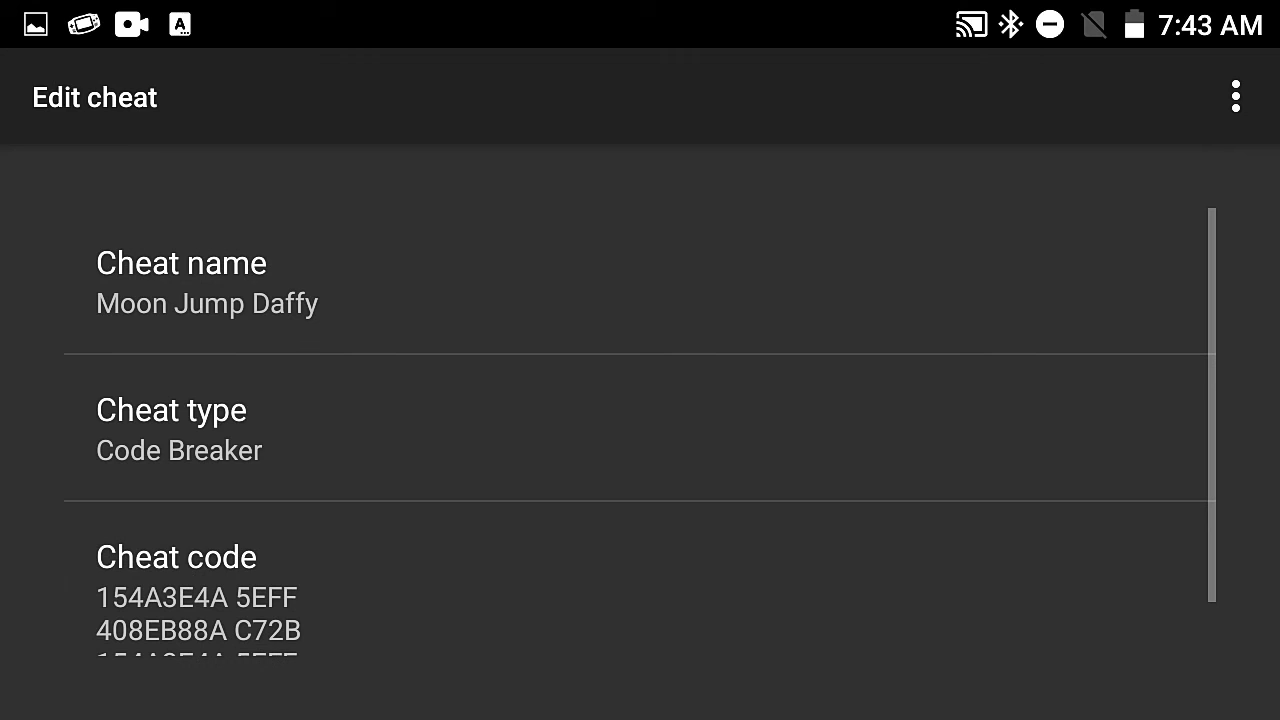 7:43 AM
Edit cheat
Cheat name
Moon Jump Daffy
Cheat type
Code Breaker
Cheat code
154A3E4A 5EFF
408EB88A C72B